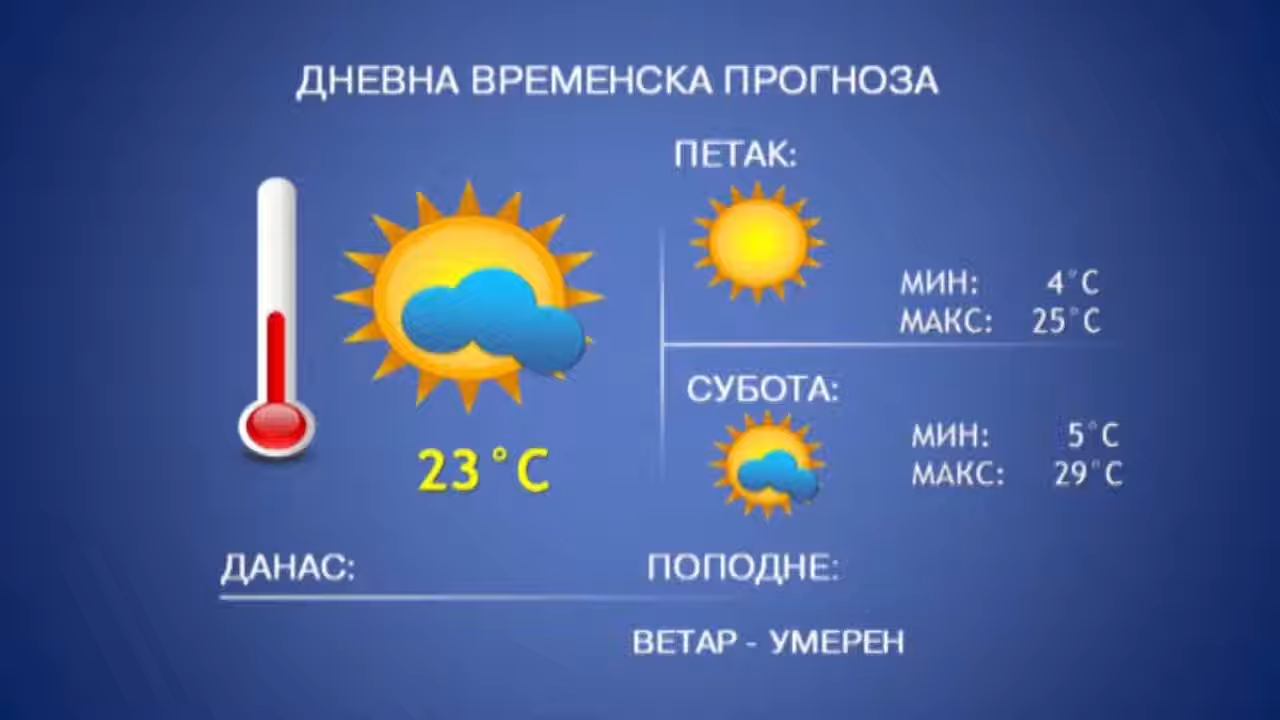 ДНЕВНА ВРЕМЕНСКА ПРОГНОЗА
ПЕТАК:
МИН: 4°C
МАКС: 25°C
23°C
СУБОТА:
МИН: 5°C
МАКС: 29°C
ДАНАС:
ПОПОДНЕ:
ВЕТАР - УМЕРЕН